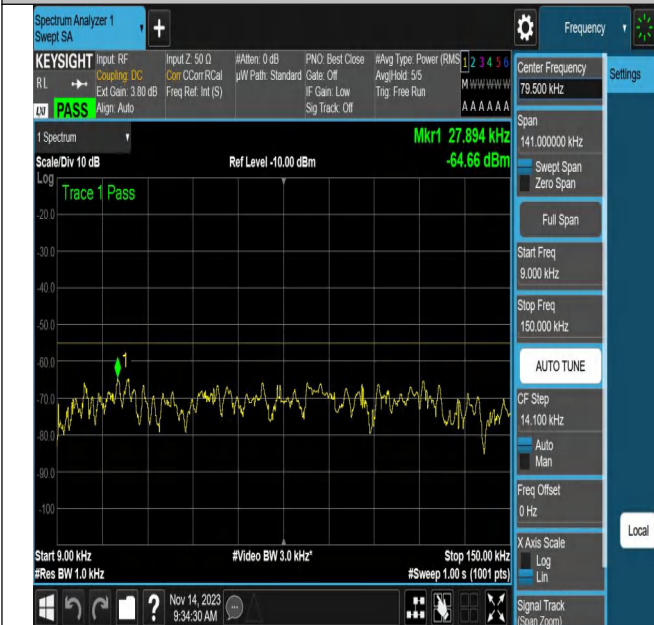 Spectrum Analyzer 1
Swept SA
+
Frequency
KEYSIGHT
RL
LXI
PASS
Input: RF
Coupling: DC
Ext Gain: 3.80 dB
Align: Auto
Input Z: 50 Ω
Corr CCorr RCal
Freq Ref: Int (S)
#Atten: 0 dB
µW Path: Standard
PNO: Best Close
Gate: Off
IF Gain: Low
Sig Track: Off
#Avg Type: Power (RMS
Avg|Hold: 5/5
Trig: Free Run
1 2 3 4 5 6
M W W W W W
A A A A A A
1 Spectrum
Scale/Div 10 dB
Ref Level -10.00 dBm
Mkr1 27.894 kHz
-64.66 dBm
Log
Trace 1 Pass
1
-20.0
-30.0
-40.0
-50.0
-60.0
-70.0
-80.0
-90.0
-100
Start 9.00 kHz
#Res BW 1.0 kHz
#Video BW 3.0 kHz*
Stop 150.00 kHz
#Sweep 1.00 s (1001 pts)
?
Nov 14, 2023
9:34:30 AM
Center Frequency
79.500 kHz
Settings
Span
141.000000 kHz
Swept Span
Zero Span
Full Span
Start Freq
9.000 kHz
Stop Freq
150.000 kHz
AUTO TUNE
CF Step
14.100 kHz
Auto
Man
Freq Offset
0 Hz
Local
X Axis Scale
Log
Lin
Signal Track
(Span Zoom)